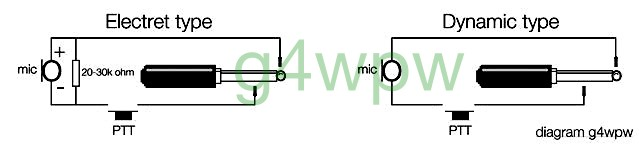 Electret type
Dynamic type
+
mic
20-30k ohm
-
PTT
mic
PTT
diagram g4wpw
g4wpw